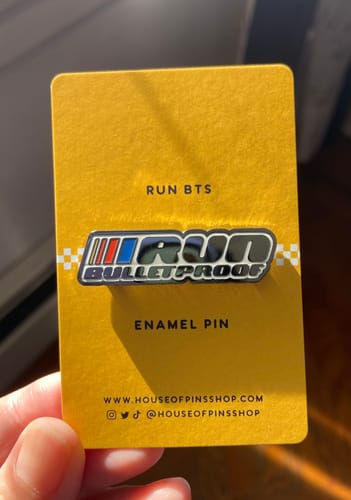 RUN BTS
RUN
BULLETPROOF
ENAMEL PIN
WWW.HOUSEOFPINSSHOP.COM
@HOUSEOFPINSSHOP